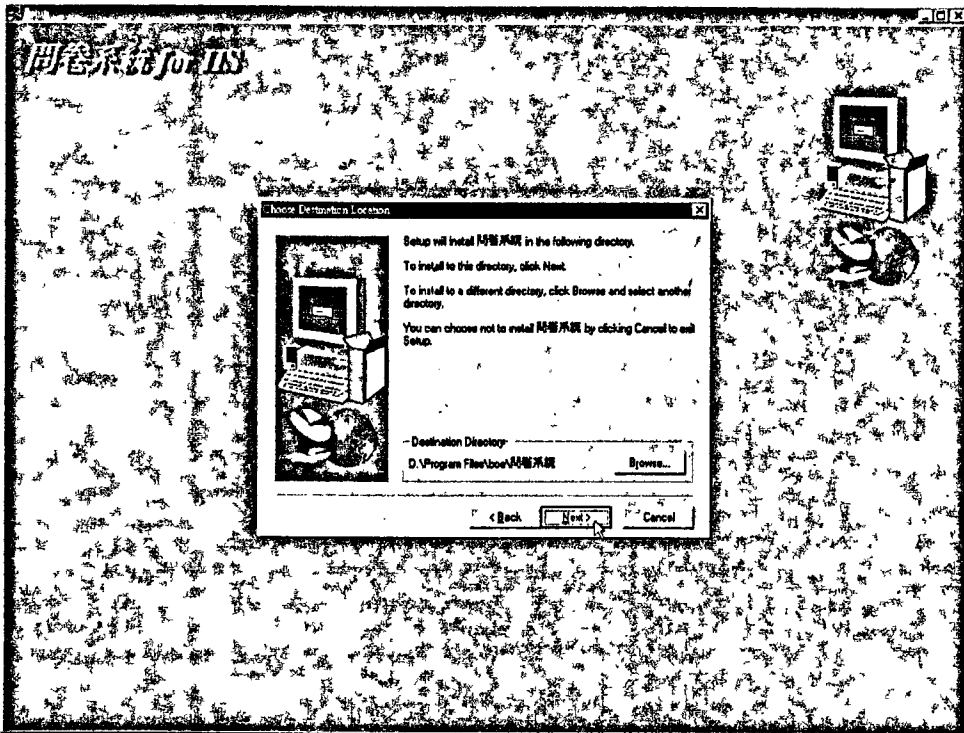 問卷系統 for IIS
Choose Destination Location
Setup will install 問卷系統 in the following directory.
To install to this directory, click Next.
To install to a different directory, click Browse and select another
directory.
You can choose not to install 問卷系統 by clicking Cancel to exit
Setup.
Destination Directory
D:\Program Files\boe\問卷系統
Browse...
< Back
Next >
Cancel